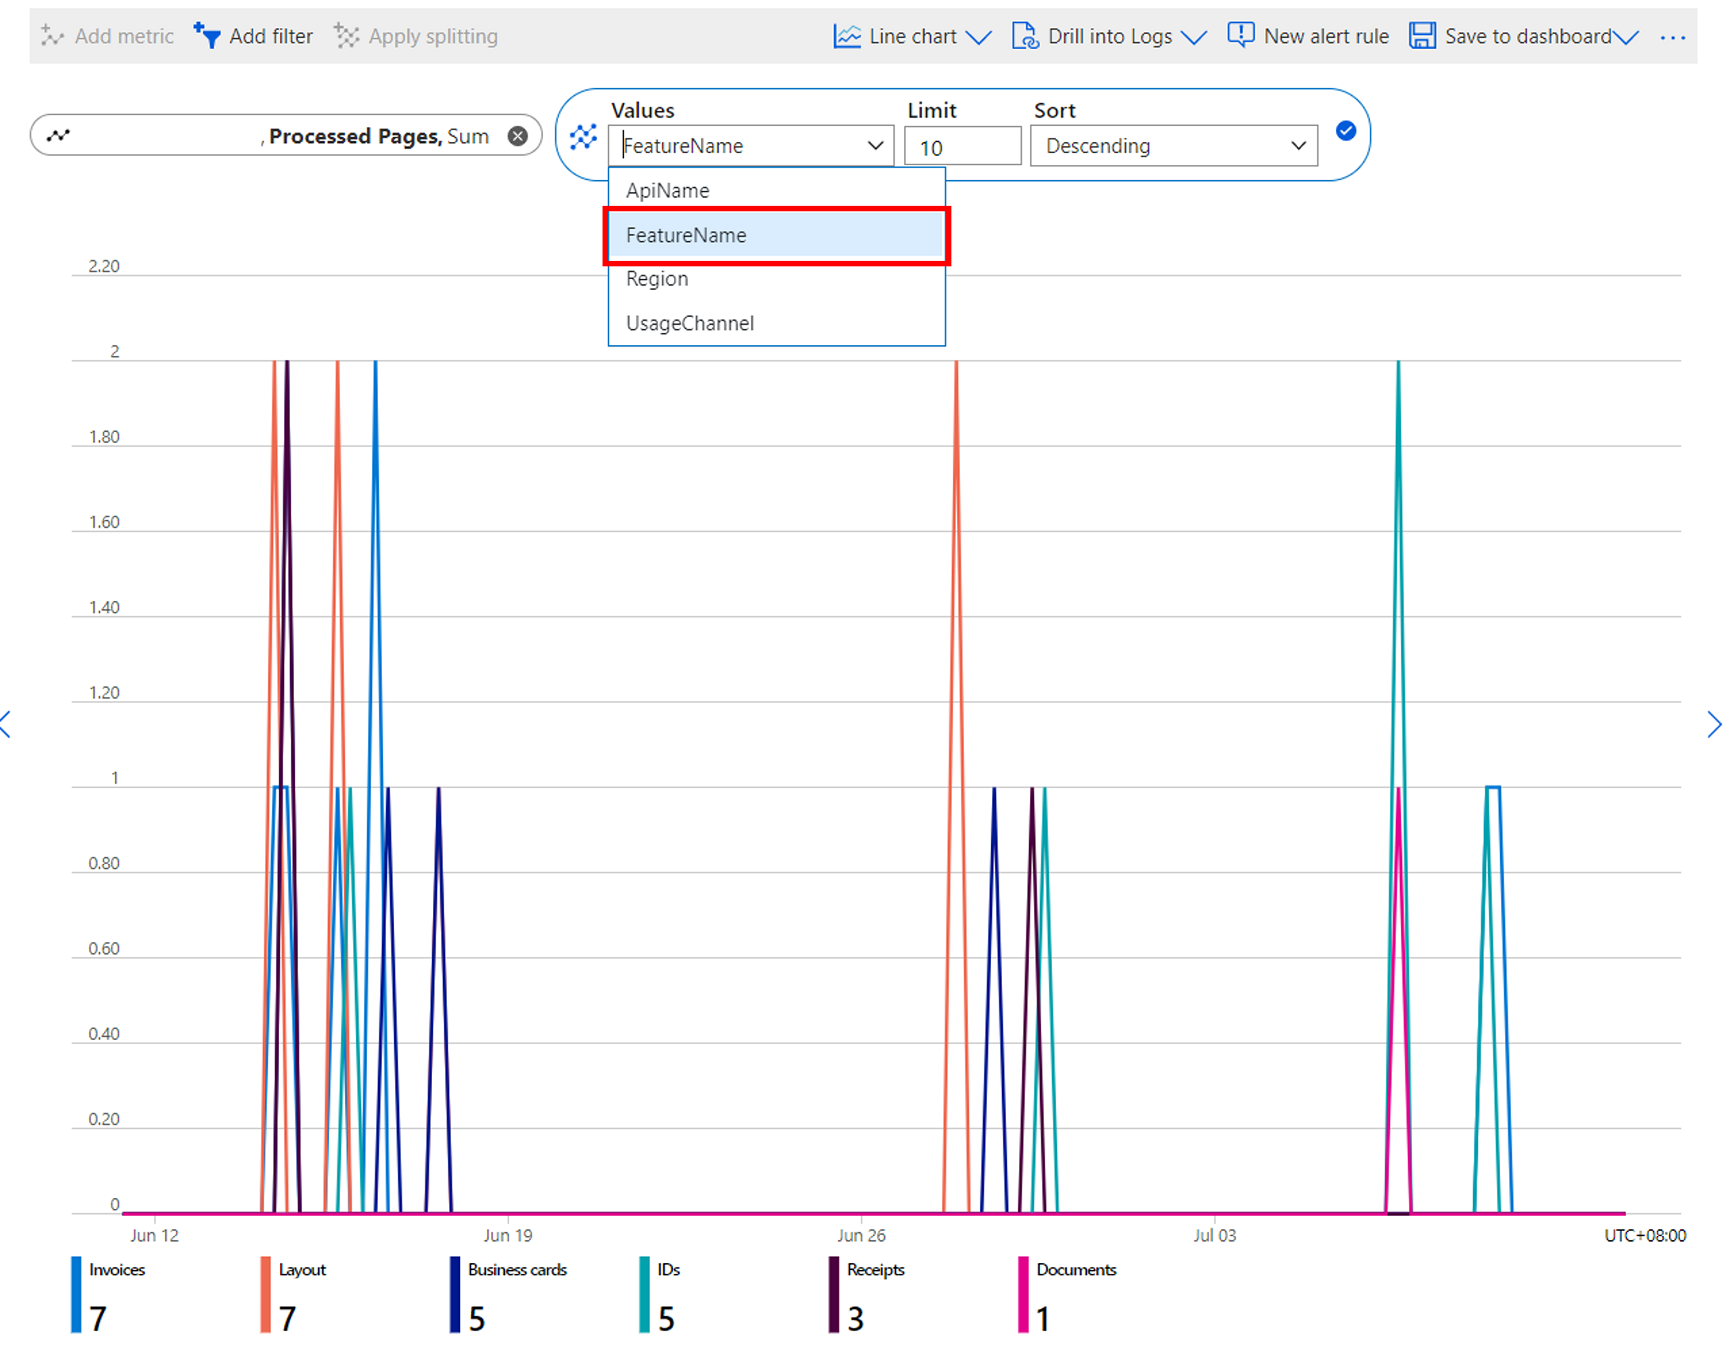 Add metric Add filter Apply splitting Line chart Drill into Logs New alert rule Save to dashboard ...
Values Limit Sort
, Processed Pages, Sum
FeatureName 10 Descending
ApiName
FeatureName
Region
UsageChannel
2.20
2
1.80
1.60
1.40
1.20
1
0.80
0.60
0.40
0.20
0
Jun 12 Jun 19 Jun 26 Jul 03 UTC+08:00
Invoices Layout Business cards IDs Receipts Documents
7 7 5 5 3 1